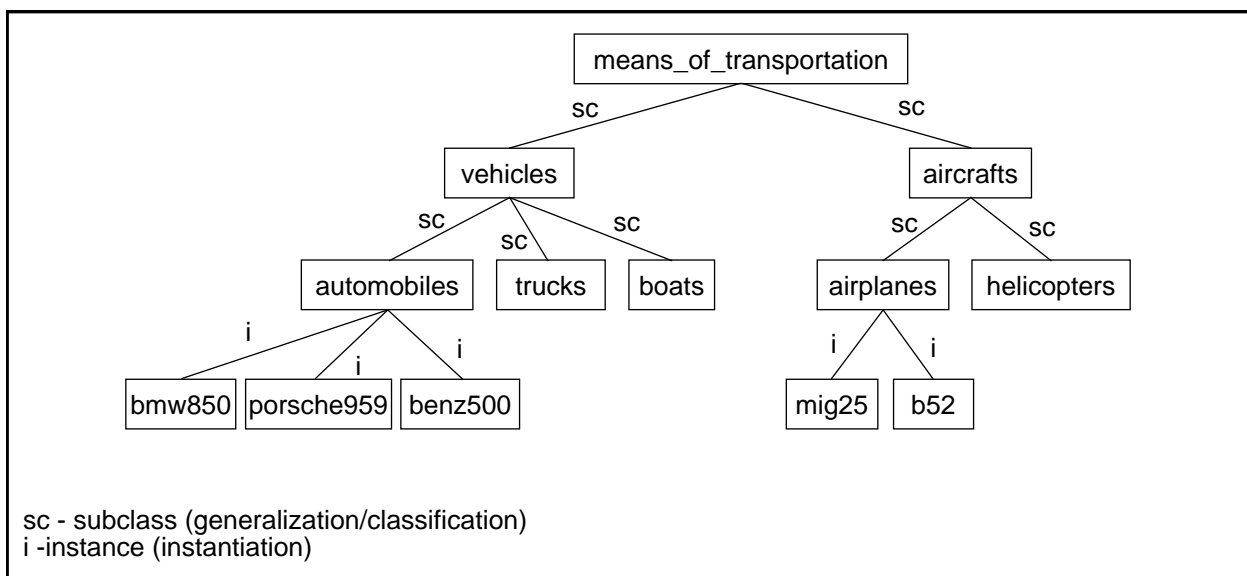 means_of_transportation
sc
sc
vehicles
aircrafts
sc
sc
sc
sc
sc
automobiles
trucks
boats
airplanes
helicopters
i
i
i
i
i
bmw850
porsche959
benz500
mig25
b52
sc - subclass (generalization/classification)
i -instance (instantiation)